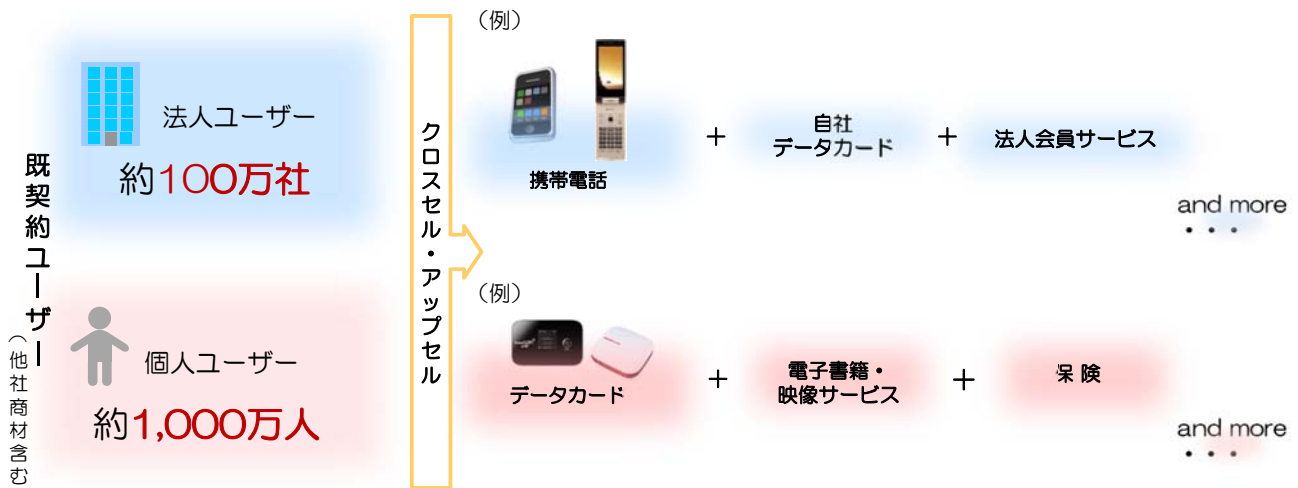 既契約ユーザー
(他社商材含む
法人ユーザー
約100万社
個人ユーザー
約1,000万人
クロスセル・アップセル
(例)
携帯電話
+
自社
データカード
+
法人会員サービス
and more
・・・
(例)
データカード
+
電子書籍・
映像サービス
+
保険
and more
・・・